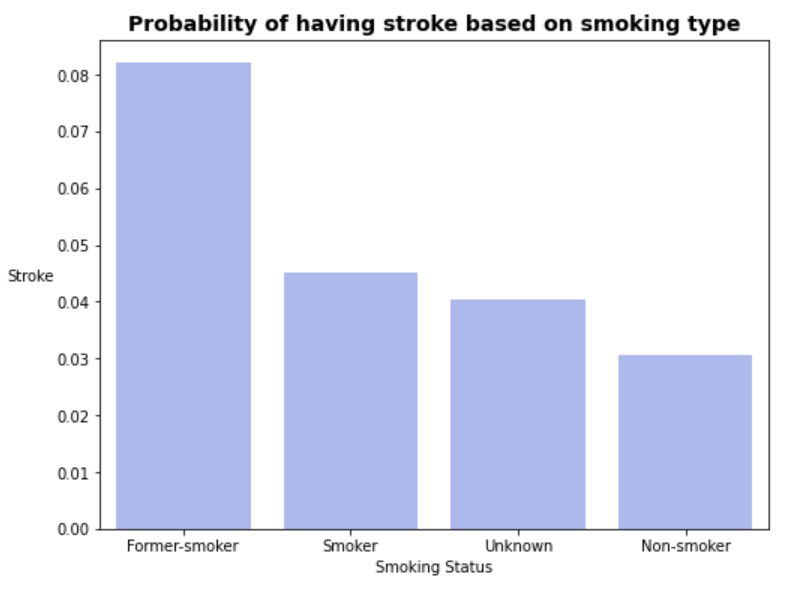 Probability of having stroke based on smoking type
0.08
0.07
0.06
0.05
Stroke
0.04
0.03
0.02
0.01
0.00
Former-smoker Smoker Unknown Non-smoker
Smoking Status